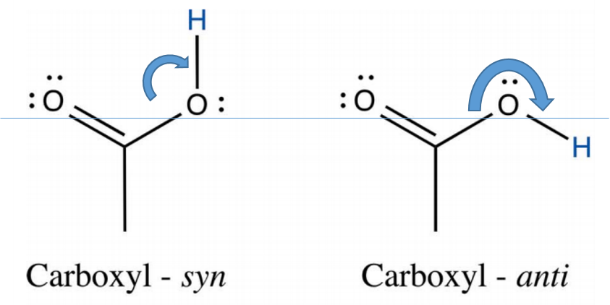 H
:O
O:
Carboxyl - syn
:O
O
H
Carboxyl - anti